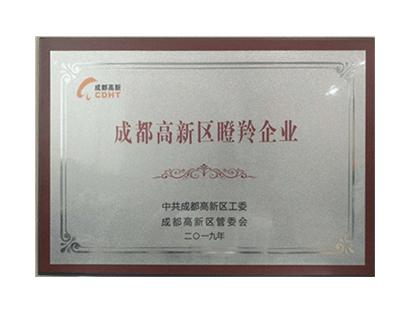 成都高新
CDHT
成都高新区瞪羚企业
中共成都高新区工委
成都高新区管委会
二〇一九年